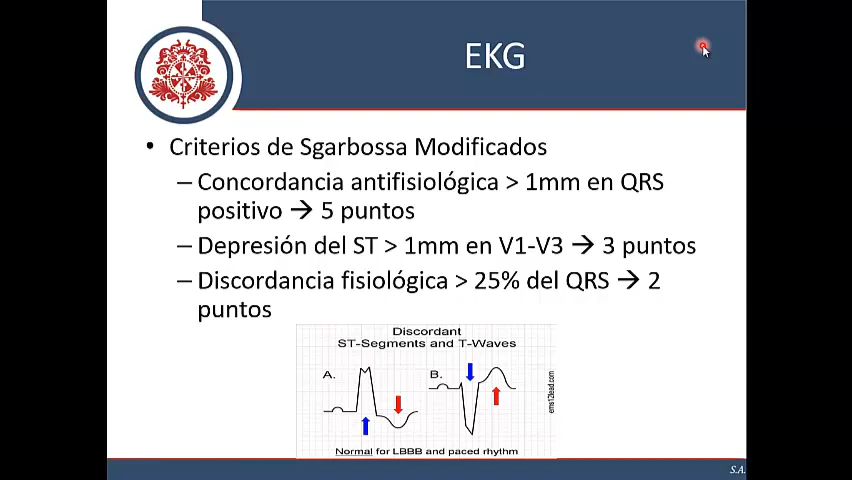 EKG
• Criterios de Sgarbossa Modificados
– Concordancia antifisiológica > 1mm en QRS
positivo → 5 puntos
– Depresión del ST > 1mm en V1-V3 → 3 puntos
– Discordancia fisiológica > 25% del QRS → 2
puntos
Discordant
ST-Segments and T-Waves
A.
B.
ems12lead.com
Normal for LBBB and paced rhythm
S.A.